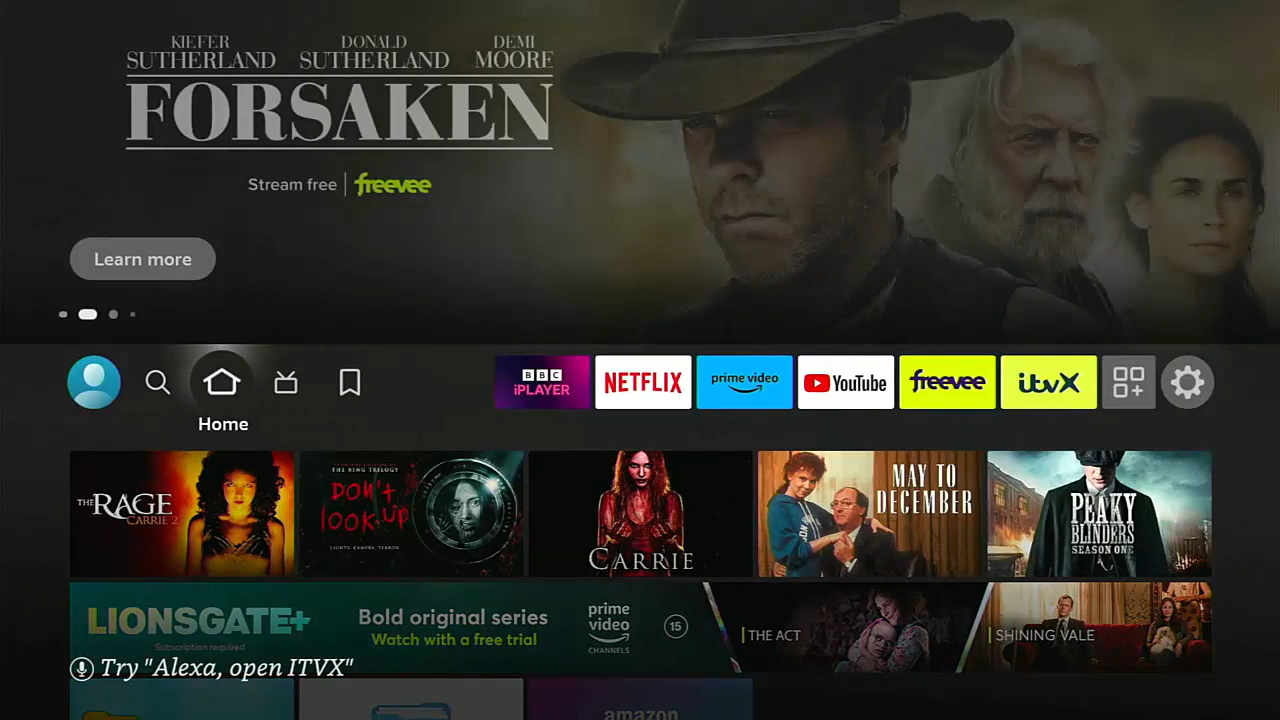 KIEFER DONALD DEMI
SUTHERLAND SUTHERLAND MOORE
FORSAKEN
Stream free | freevee
Learn more
BBC
iPLAYER
NETFLIX
prime video
YouTube
freevee
itvX
Home
THE RAGE
CARRIE 2
THE RING TRILOGY
DON'T
LOOK UP
LIGHTS. CAMERA. TERROR.
CARRIE
MAY TO
DECEMBER
PEAKY
BLINDERS
SEASON ONE
LIONSGATE+
Subscription required
Bold original series
Watch with a free trial
prime
video
CHANNELS
15
THE ACT
SHINING VALE
Try "Alexa, open ITVX"
amazon